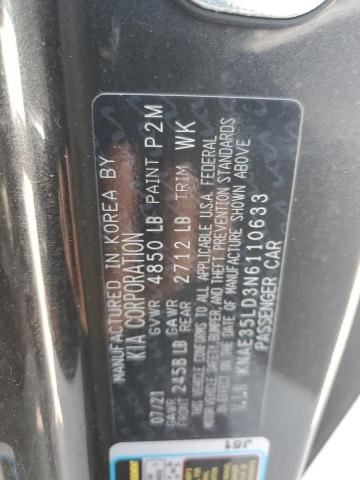 MANUFACTURED IN KOREA BY
KIA CORPORATION
07/21 GVWR 4850 LB PAINT P2M
GAWR GAWR
FRONT 2458 LB REAR 2712 LB TRIM WK
THIS VEHICLE CONFORMS TO ALL APPLICABLE U.S.A. FEDERAL
MOTOR VEHICLE SAFETY, BUMPER, AND THEFT PREVENTION STANDARDS
IN EFFECT ON THE DATE OF MANUFACTURE SHOWN ABOVE
V.I.N KNAE35LD3N6110633
PASSENGER CAR
J51